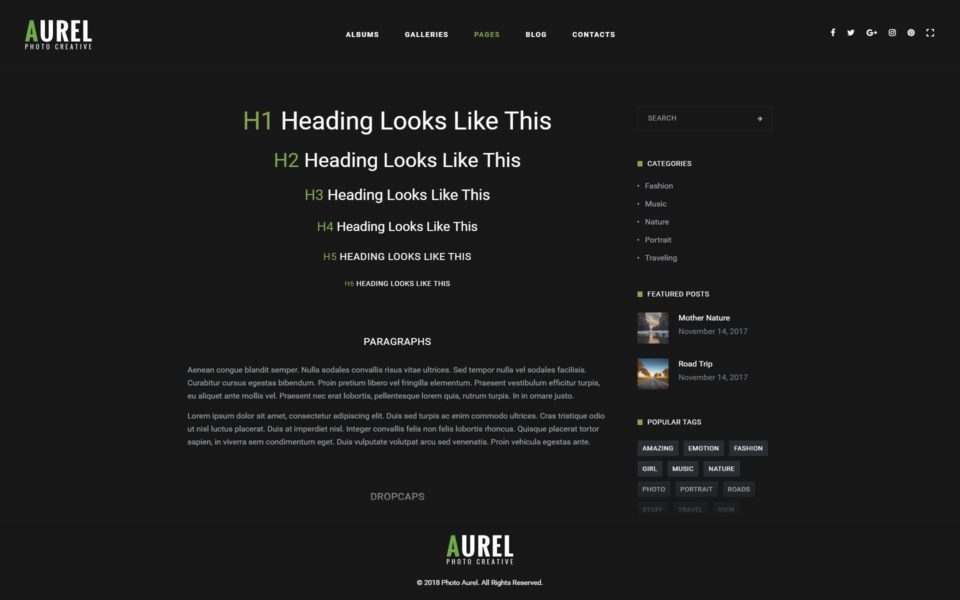 AUREL
PHOTO CREATIVE
ALBUMS GALLERIES PAGES BLOG CONTACTS
H1 Heading Looks Like This
H2 Heading Looks Like This
H3 Heading Looks Like This
H4 Heading Looks Like This
H5 HEADING LOOKS LIKE THIS
H6 HEADING LOOKS LIKE THIS
PARAGRAPHS
Aenean congue blandit semper. Nulla sodales convallis risus vitae ultrices. Sed tempor nulla vel sodales facilisis.
Curabitur cursus egestas bibendum. Proin pretium libero vel fringilla elementum. Praesent vestibulum efficitur turpis,
eu aliquet ante mollis vel. Praesent nec erat lobortis, pellentesque lorem quis, rutrum turpis. In in ornare justo.
Lorem ipsum dolor sit amet, consectetur adipiscing elit. Duis sed turpis ac enim commodo ultrices. Cras tristique odio
ut nisl luctus placerat. Duis at imperdiet nisl. Integer convallis felis non felis lobortis rhoncus. Quisque placerat tortor
sapien, in viverra sem condimentum eget. Duis vulputate volutpat arcu sed venenatis. Proin vehicula egestas ante.
DROPCAPS
SEARCH
CATEGORIES
Fashion
Music
Nature
Portrait
Traveling
FEATURED POSTS
Mother Nature
November 14, 2017
Road Trip
November 14, 2017
POPULAR TAGS
AMAZING EMOTION FASHION
GIRL MUSIC NATURE
PHOTO PORTRAIT ROADS
STUFF TRAVEL VIEW
AUREL
PHOTO CREATIVE
© 2018 Photo Aurel. All Rights Reserved.